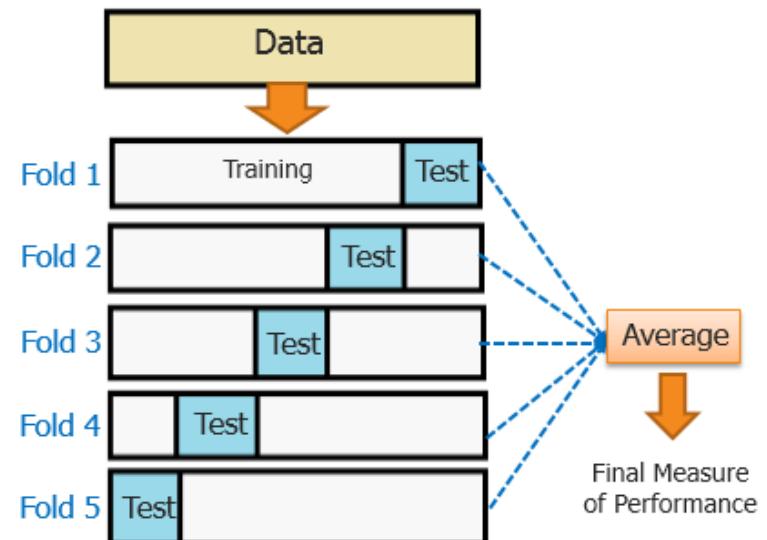 Data
Fold 1
Training
Test
Fold 2
Test
Fold 3
Test
Average
Fold 4
Test
Final Measure
of Performance
Fold 5
Test